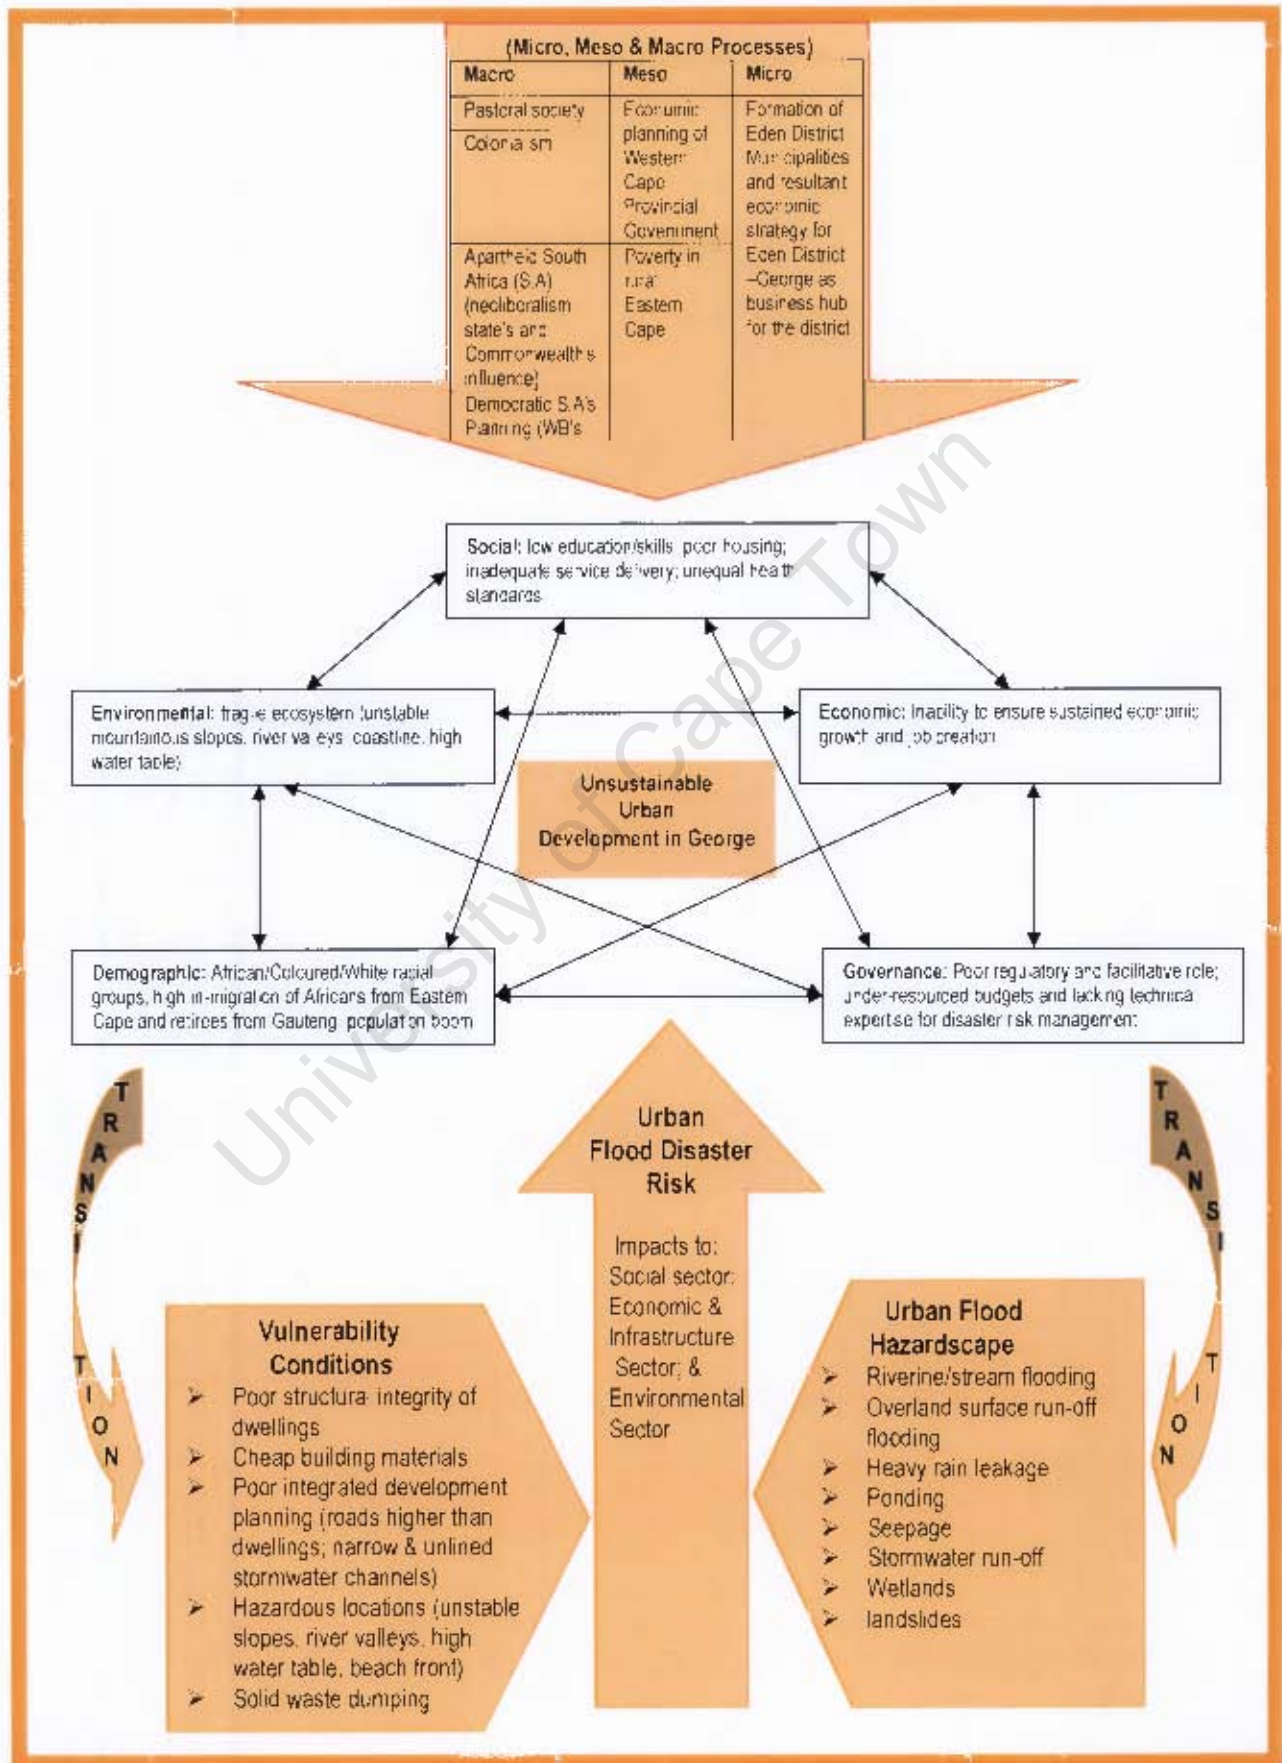 (Micro, Meso & Macro Processes)
Macro
Meso
Micro
Pastoral society
Colonialism
Apartheid South
Africa (S.A)
(neoliberalism
state's and
Commonwealth's
influence)
Democratic S.A's
Planning (WB's
Economic
planning of
Western
Cape
Provincial
Government
Poverty in
rural
Eastern
Cape
Formation of
Eden District
Municipalities
and resultant
economic
strategy for
Eden District
–George as
business hub
for the district
Social: low education/skills; poor housing;
inadequate service delivery; unequal health
standards
Environmental: fragile ecosystem (unstable
mountainous slopes, river valleys, coastline, high
water table)
Economic: Inability to ensure sustained economic
growth and job creation
Unsustainable
Urban
Development in George
Demographic: African/Coloured/White racial
groups, high in-migration of Africans from Eastern
Cape and retirees from Gauteng, population boom
Governance: Poor regulatory and facilitative role;
under-resourced budgets and lacking technical
expertise for disaster risk management
TRANSITION
TRANSITION
Urban
Flood Disaster
Risk
Impacts to:
Social sector;
Economic &
Infrastructure
Sector; &
Environmental
Sector
Vulnerability
Conditions
➢ Poor structural integrity of
dwellings
➢ Cheap building materials
➢ Poor integrated development
planning (roads higher than
dwellings; narrow & unlined
stormwater channels)
➢ Hazardous locations (unstable
slopes, river valleys, high
water table, beach front)
➢ Solid waste dumping
Urban Flood
Hazardscape
➢ Riverine/stream flooding
➢ Overland surface run-off
flooding
➢ Heavy rain leakage
➢ Ponding
➢ Seepage
➢ Stormwater run-off
➢ Wetlands
➢ landslides
University of Cape Town